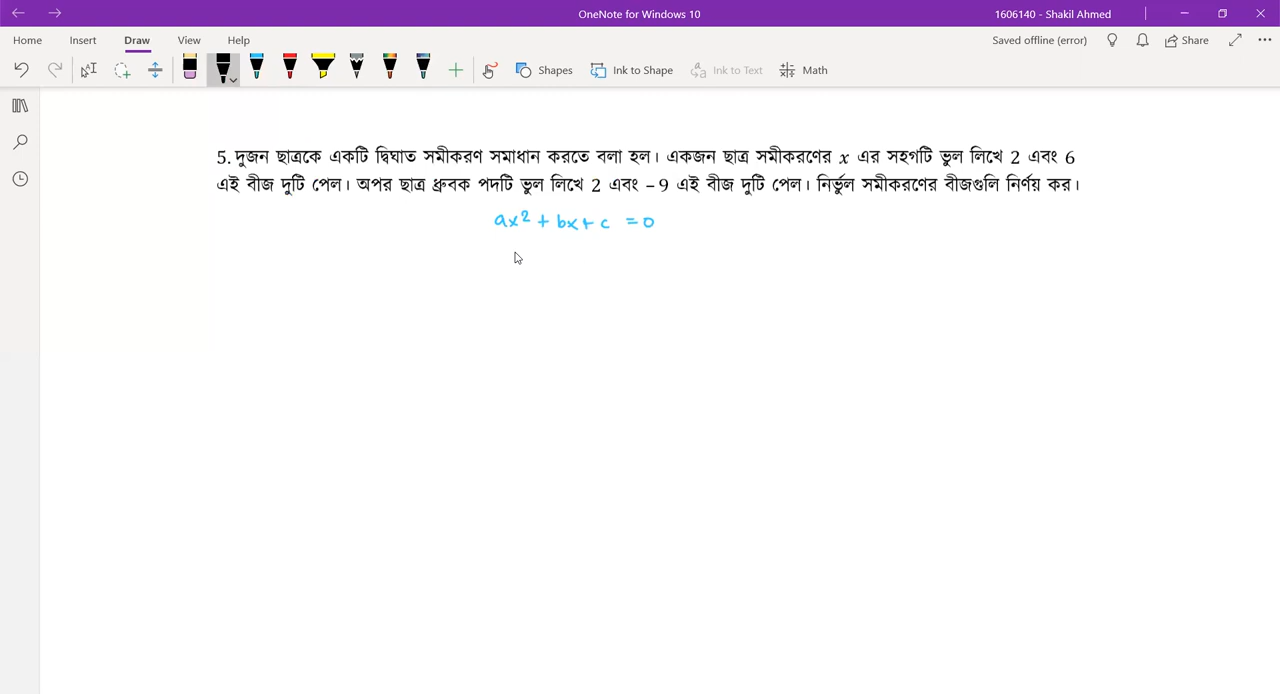 OneNote for Windows 10
1606140 - Shakil Ahmed
Home Insert Draw View Help
Saved offline (error)
Share
Shapes
Ink to Shape
Ink to Text
Math
5. দুজন ছাত্রকে একটি দ্বিঘাত সমীকরণ সমাধান করতে বলা হল। একজন ছাত্র সমীকরণের x এর সহগটি ভুল লিখে 2 এবং 6
এই বীজ দুটি পেল। অপর ছাত্র ধ্রুবক পদটি ভুল লিখে 2 এবং – 9 এই বীজ দুটি পেল। নির্ভুল সমীকরণের বীজগুলি নির্ণয় কর।
ax² + bx + c = 0